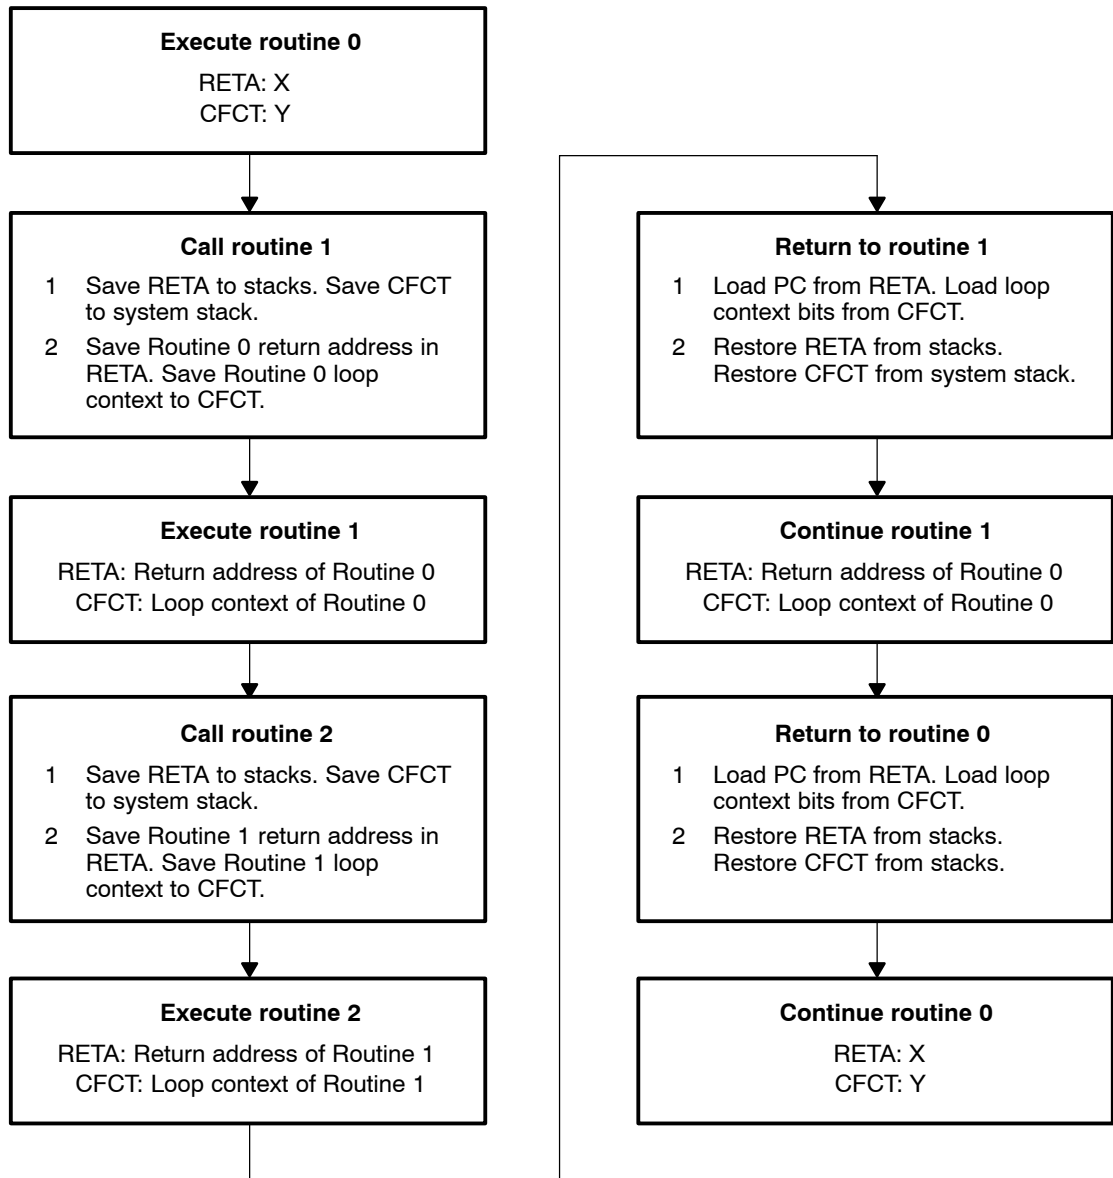 Execute routine 0
RETA: X
CFCT: Y
Call routine 1
1 Save RETA to stacks. Save CFCT
to system stack.
2 Save Routine 0 return address in
RETA. Save Routine 0 loop
context to CFCT.
Execute routine 1
RETA: Return address of Routine 0
CFCT: Loop context of Routine 0
Call routine 2
1 Save RETA to stacks. Save CFCT
to system stack.
2 Save Routine 1 return address in
RETA. Save Routine 1 loop
context to CFCT.
Execute routine 2
RETA: Return address of Routine 1
CFCT: Loop context of Routine 1
Return to routine 1
1 Load PC from RETA. Load loop
context bits from CFCT.
2 Restore RETA from stacks.
Restore CFCT from system stack.
Continue routine 1
RETA: Return address of Routine 0
CFCT: Loop context of Routine 0
Return to routine 0
1 Load PC from RETA. Load loop
context bits from CFCT.
2 Restore RETA from stacks.
Restore CFCT from stacks.
Continue routine 0
RETA: X
CFCT: Y